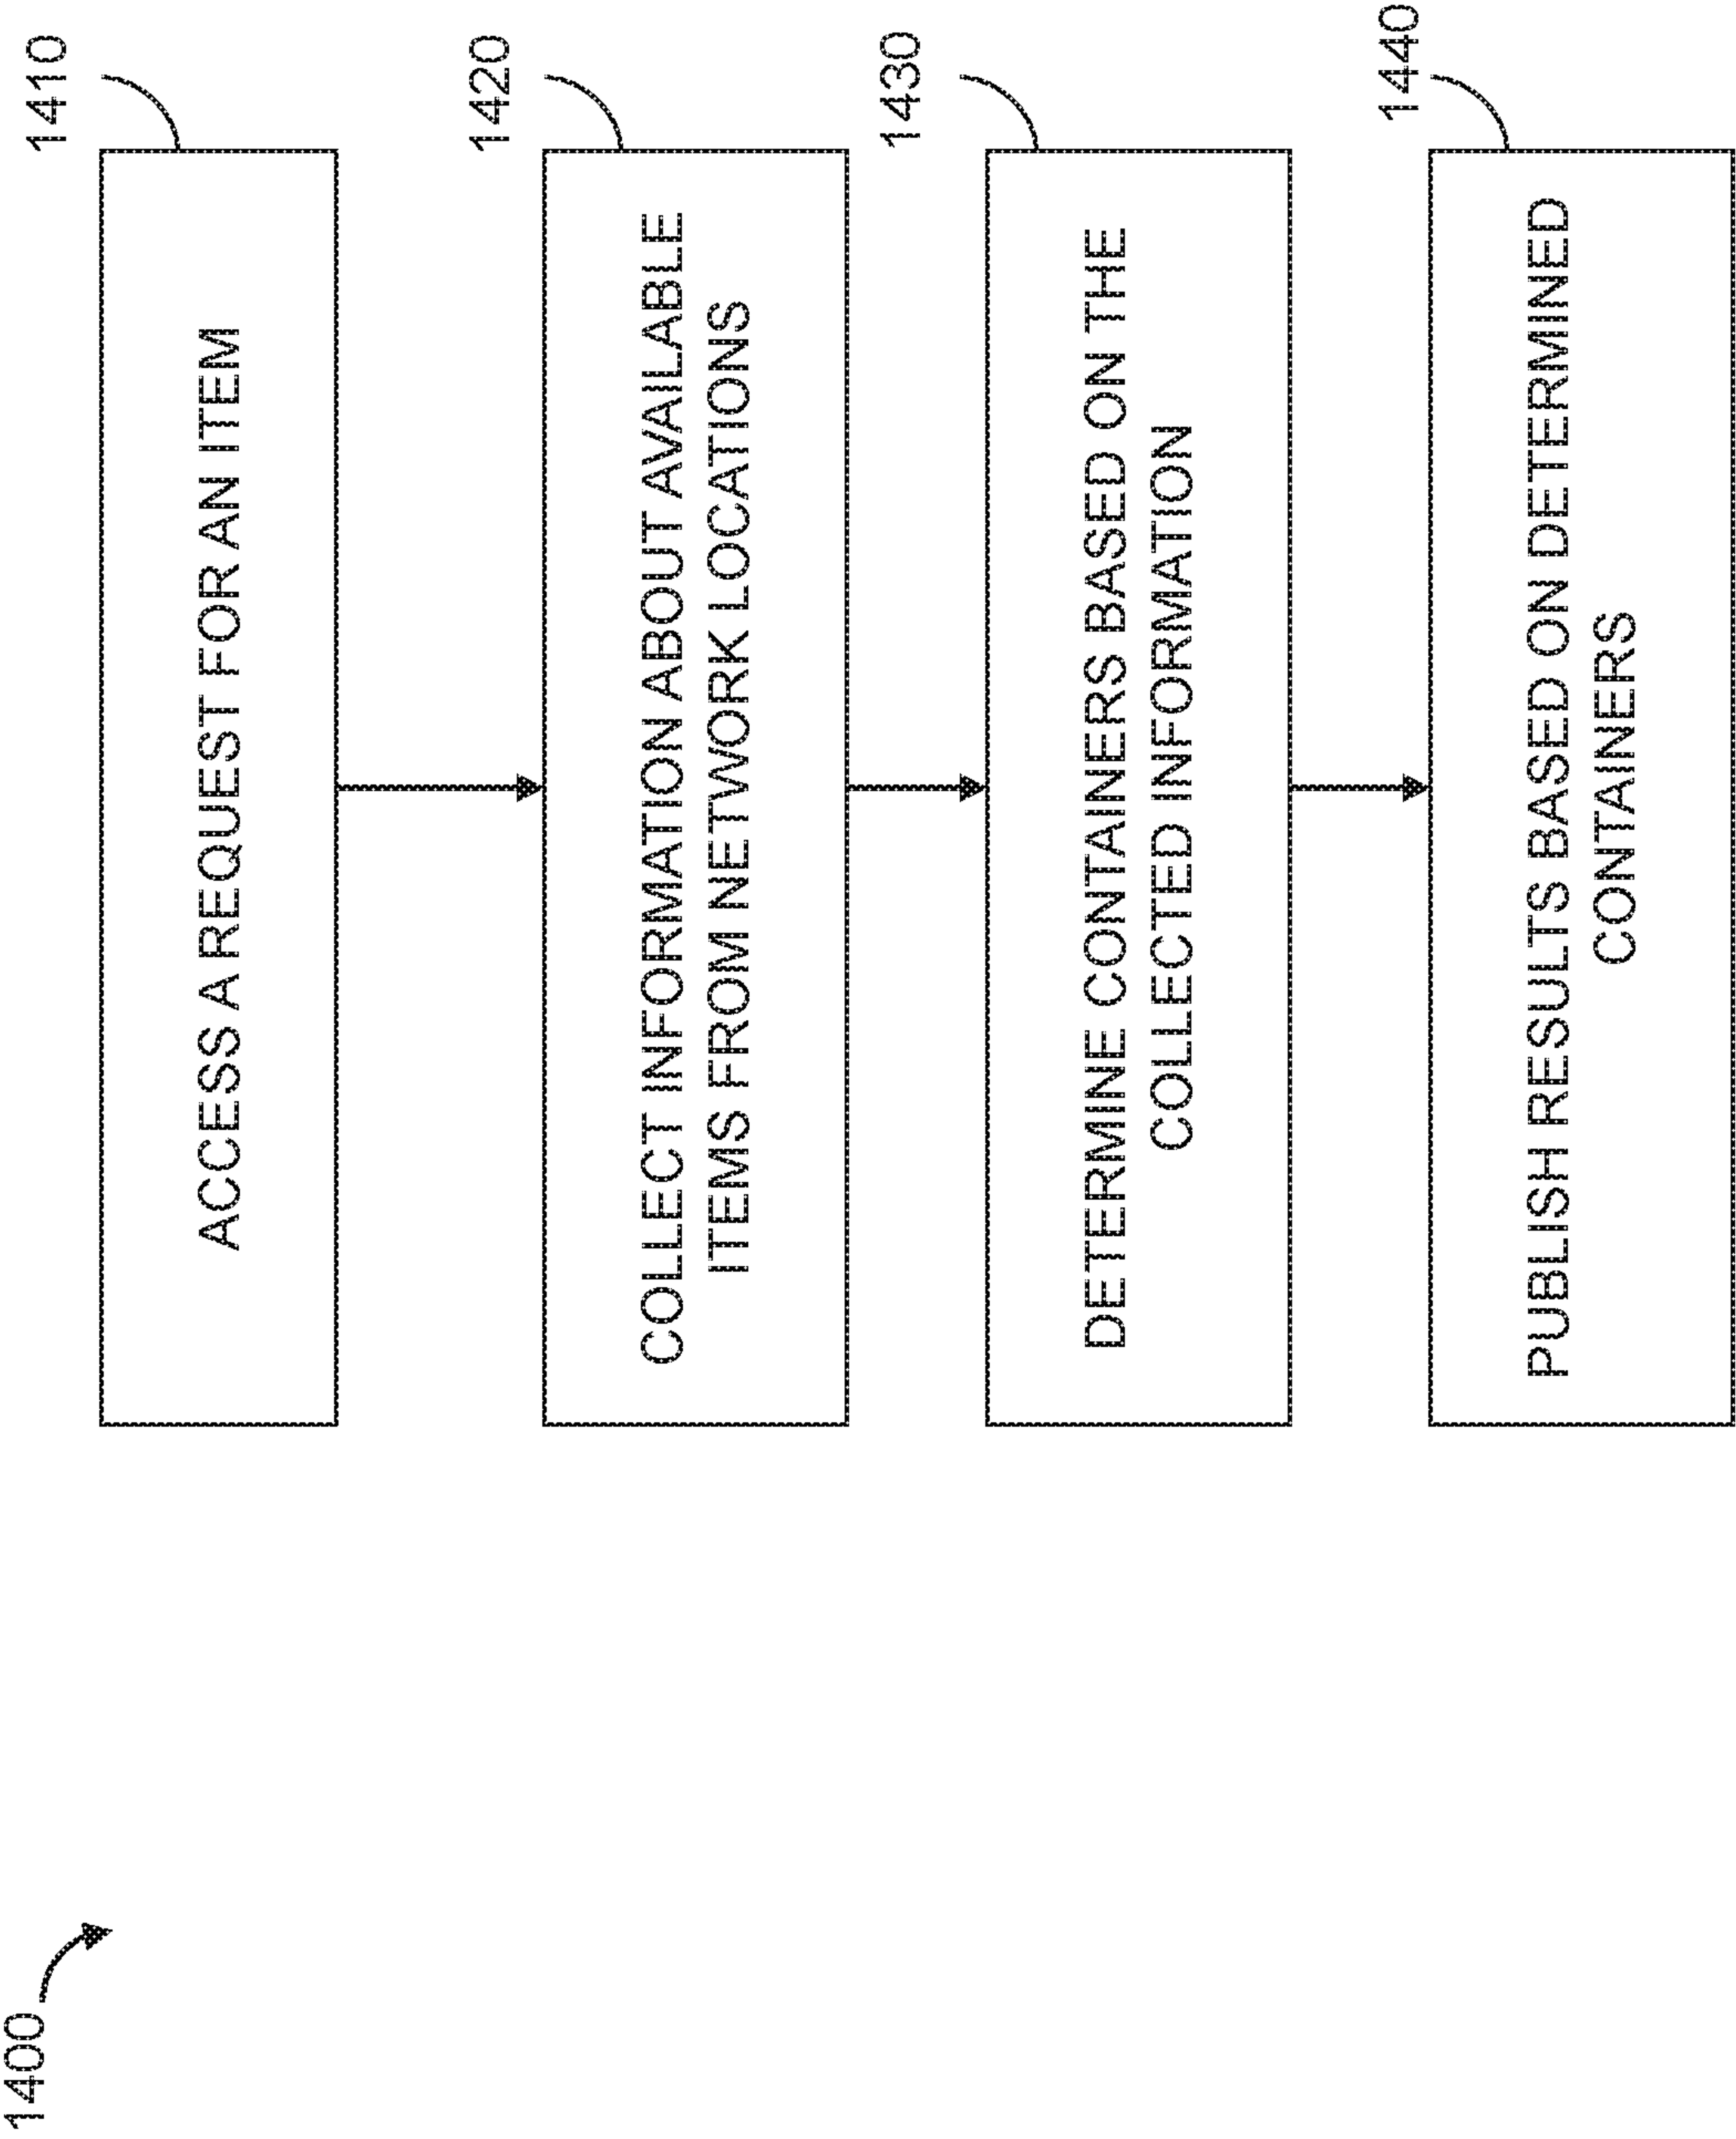 1400
1410
ACCESS A REQUEST FOR AN ITEM
1420
COLLECT INFORMATION ABOUT AVAILABLE
ITEMS FROM NETWORK LOCATIONS
1430
DETERMINE CONTAINERS BASED ON THE
COLLECTED INFORMATION
1440
PUBLISH RESULTS BASED ON DETERMINED
CONTAINERS